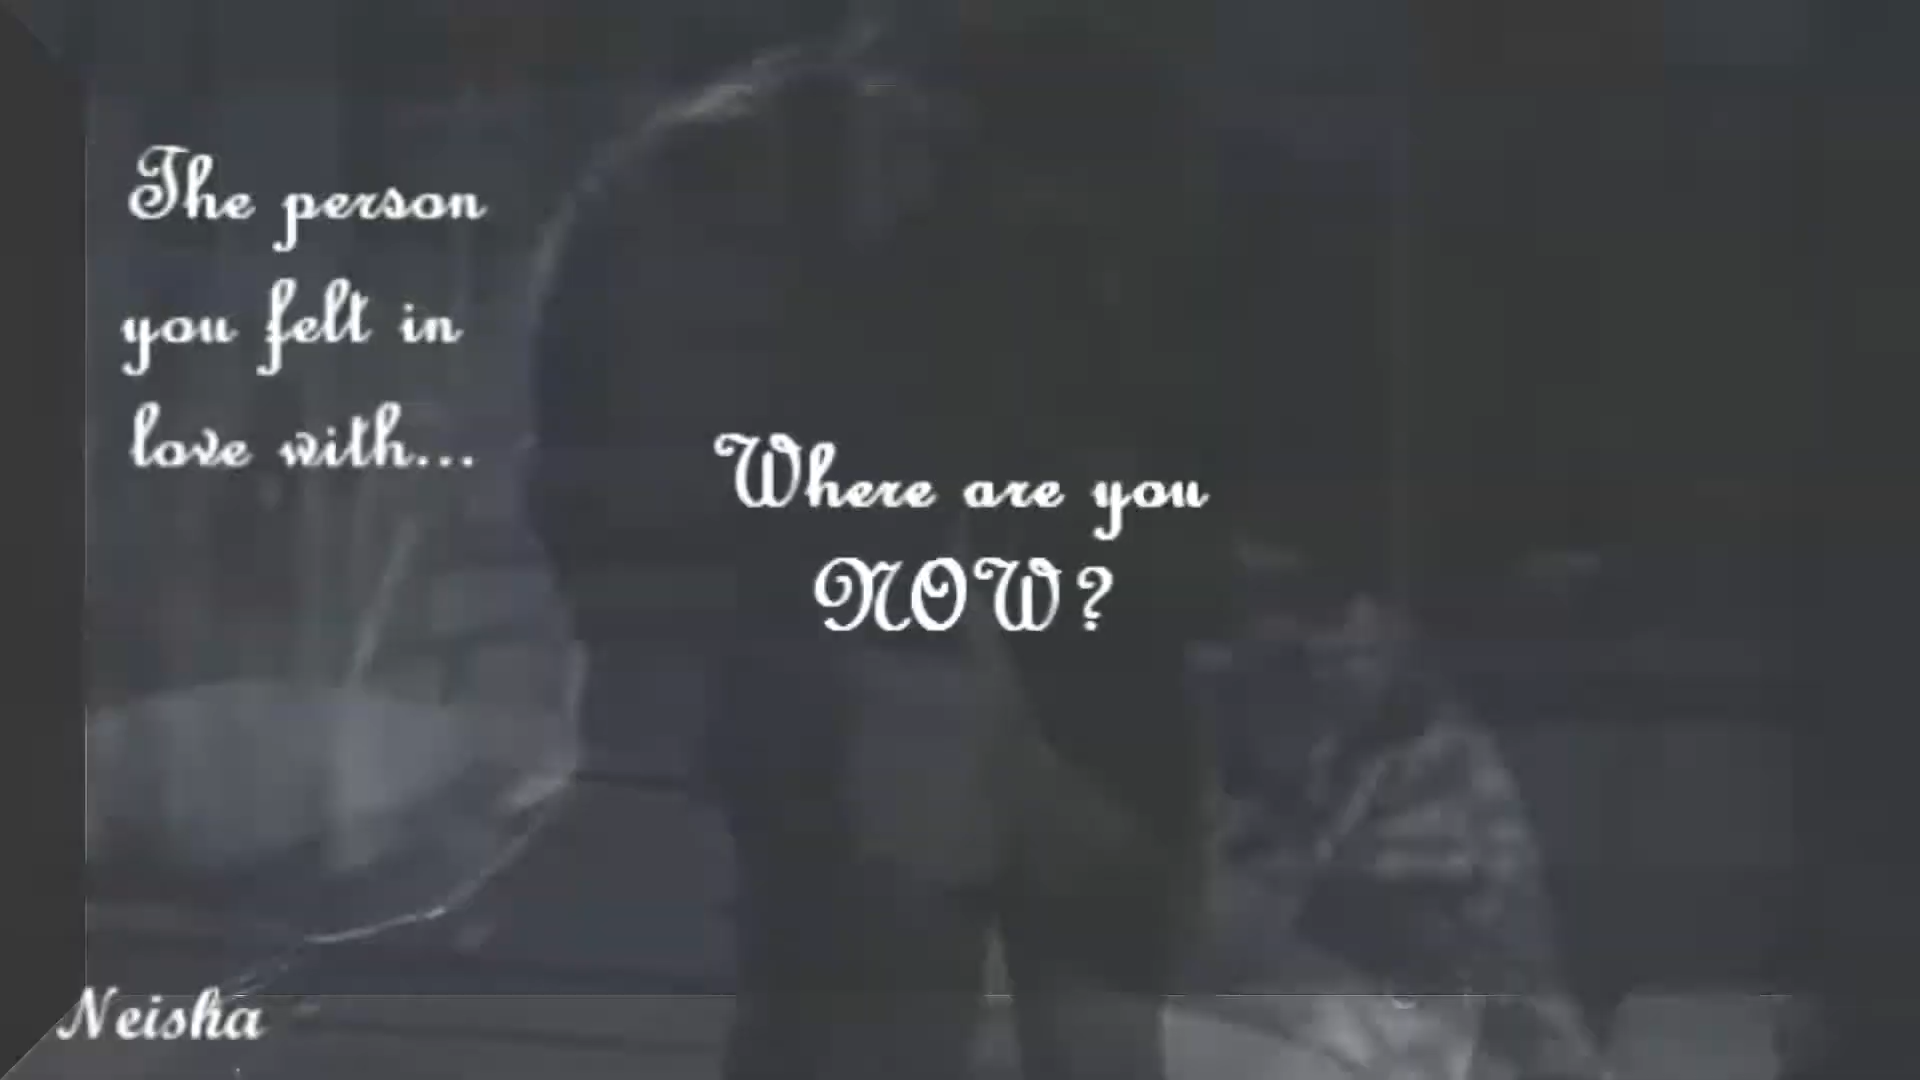 The person
you felt in
love with...
Where are you
NOW?
Neisha